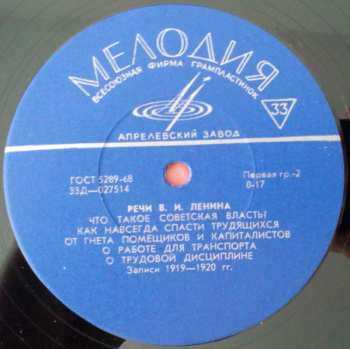 МЕЛОДИЯ
ВСЕСОЮЗНАЯ ФИРМА ГРАМПЛАСТИНОК
33
АПРЕЛЕВСКИЙ ЗАВОД
ГОСТ 5289-68
33Д—027514
Первая гр.-2
0-17
РЕЧИ В. И. ЛЕНИНА
ЧТО ТАКОЕ СОВЕТСКАЯ ВЛАСТЬ?
КАК НАВСЕГДА СПАСТИ ТРУДЯЩИХСЯ
ОТ ГНЕТА ПОМЕЩИКОВ И КАПИТАЛИСТОВ
О РАБОТЕ ДЛЯ ТРАНСПОРТА
О ТРУДОВОЙ ДИСЦИПЛИНЕ
Записи 1919—1920 гг.